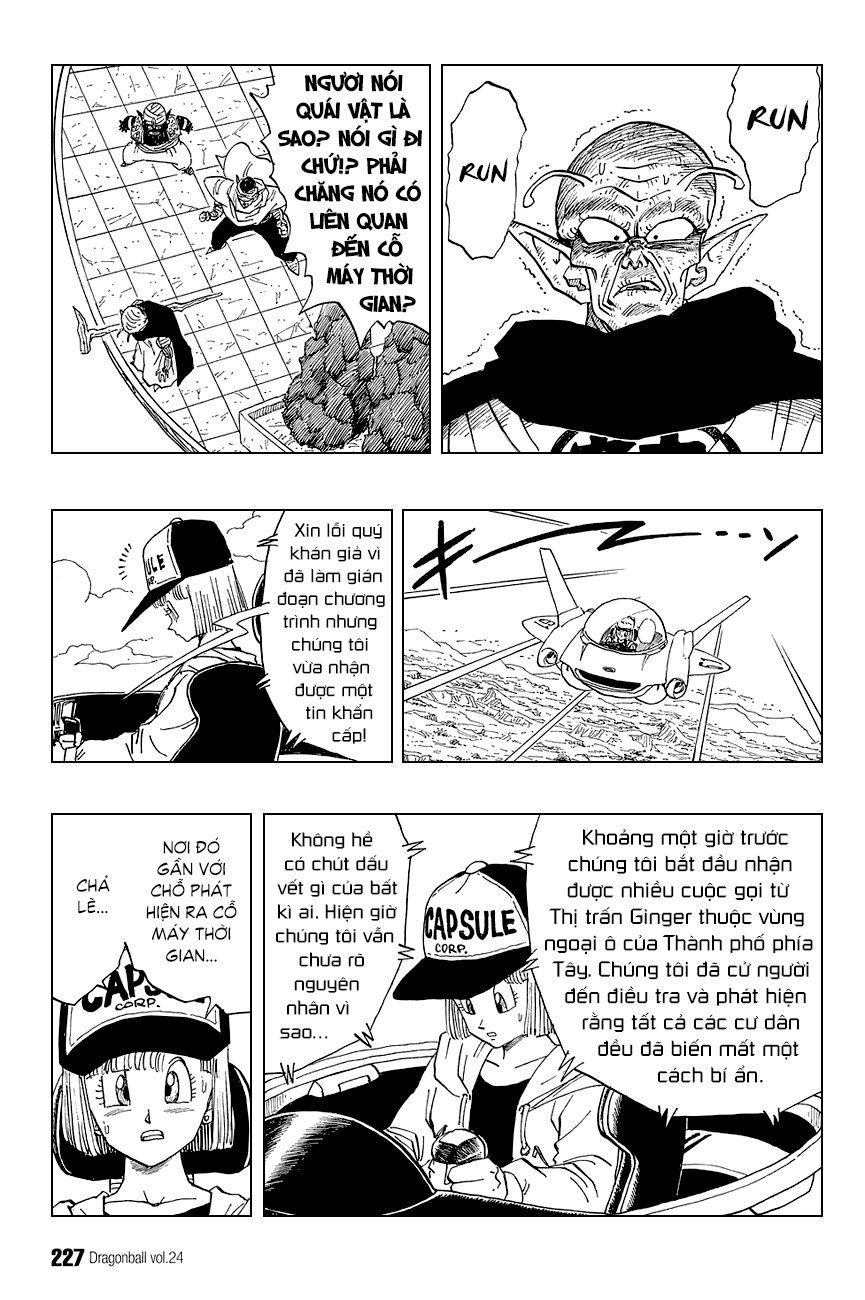 RUN
RUN
NGƯƠI NÓI
QUÁI VẬT LÀ
SAO? NÓI GÌ ĐI
CHỨ!? PHẢI
CHĂNG NÓ CÓ
LIÊN QUAN
ĐẾN CỖ
MÁY THỜI
GIAN?
キーン
Xin lỗi quý
khán giả vì
đã làm gián
đoạn chương
trình nhưng
chúng tôi
vừa nhận
được một
tin khẩn
cấp!
SULE
CORP.
Khoảng một giờ trước
chúng tôi bắt đầu nhận
được nhiều cuộc gọi từ
Thị trấn Ginger thuộc vùng
ngoại ô của Thành phố phía
Tây. Chúng tôi đã cử người
đến điều tra và phát hiện
rằng tất cả các cư dân
đều đã biến mất một
cách bí ẩn.
Không hề
có chút dấu
vết gì của bất
kì ai. Hiện giờ
chúng tôi vẫn
chưa rõ
nguyên
nhân vì
sao...
CAPSULE
CORP.
NƠI ĐÓ
GẦN VỚI
CHỖ PHÁT
HIỆN RA CỖ
MÁY THỜI
GIAN...
CHẢ
LẼ...
CAPS
CORP.
227 Dragonball vol.24